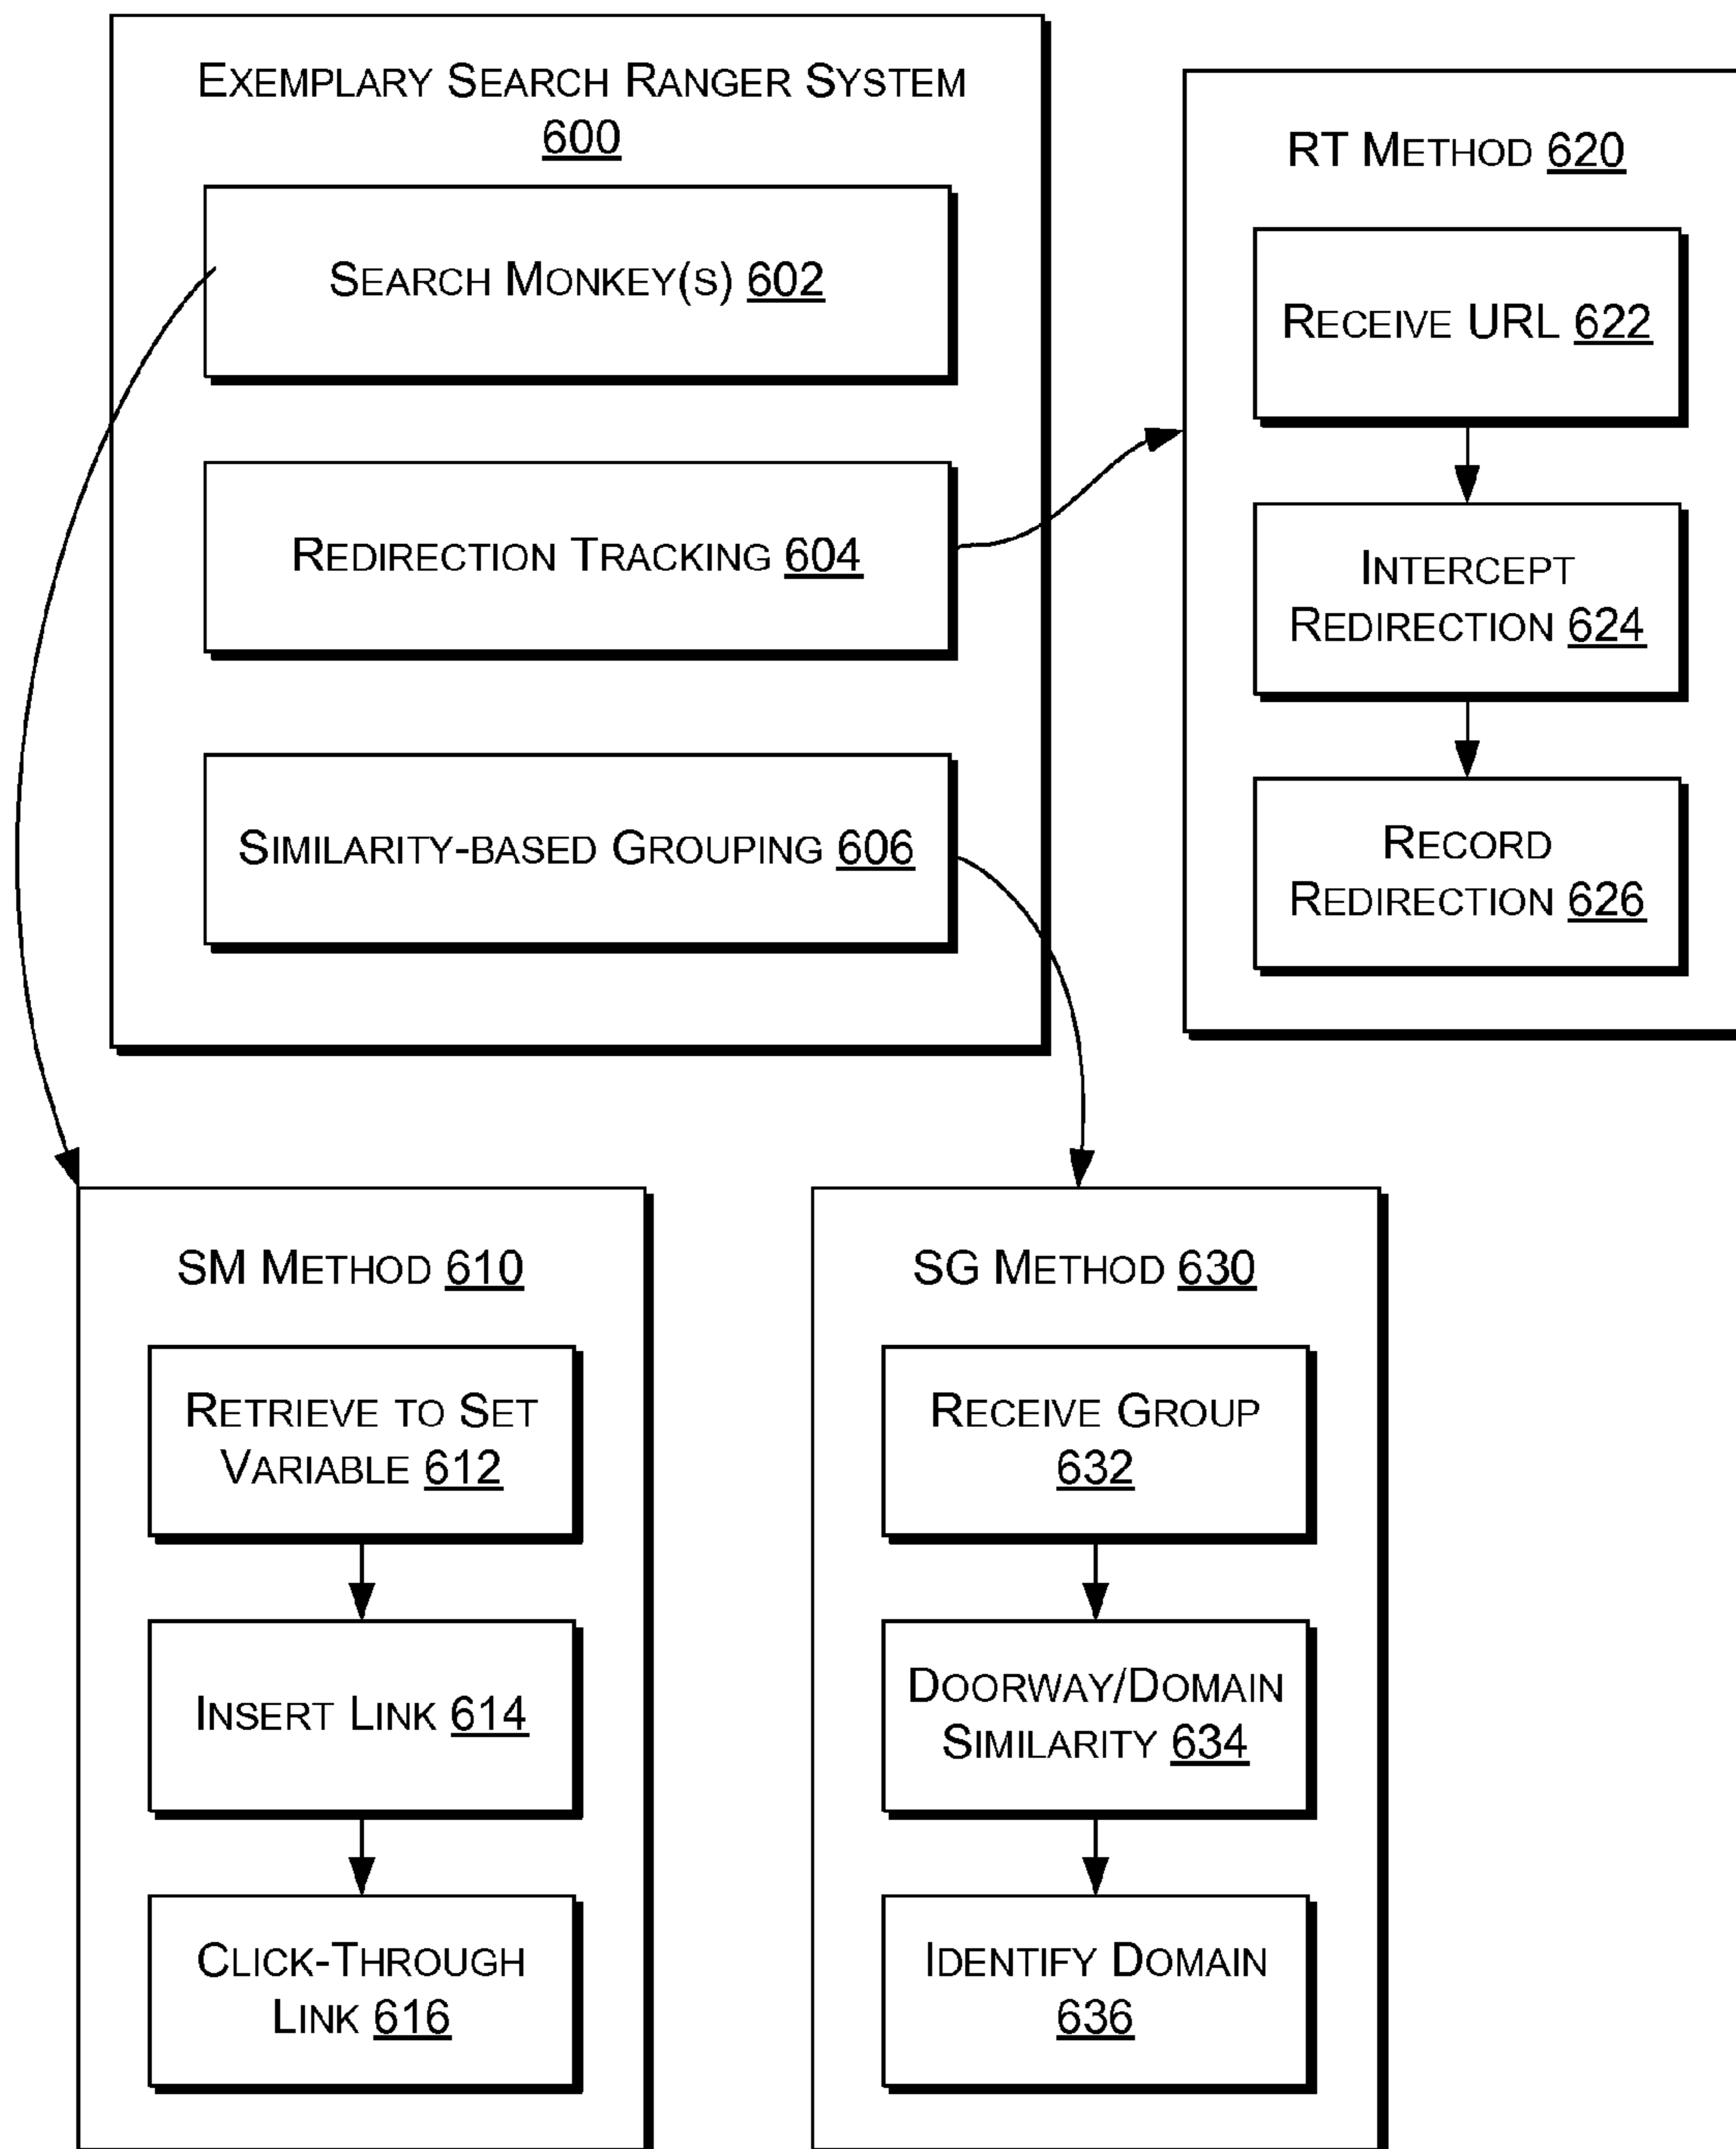 EXEMPLARY SEARCH RANGER SYSTEM
600
SEARCH MONKEY(S) 602
REDIRECTION TRACKING 604
SIMILARITY-BASED GROUPING 606
RT METHOD 620
RECEIVE URL 622
INTERCEPT
REDIRECTION 624
RECORD
REDIRECTION 626
SM METHOD 610
RETRIEVE TO SET
VARIABLE 612
INSERT LINK 614
CLICK-THROUGH
LINK 616
SG METHOD 630
RECEIVE GROUP
632
DOORWAY/DOMAIN
SIMILARITY 634
IDENTIFY DOMAIN
636